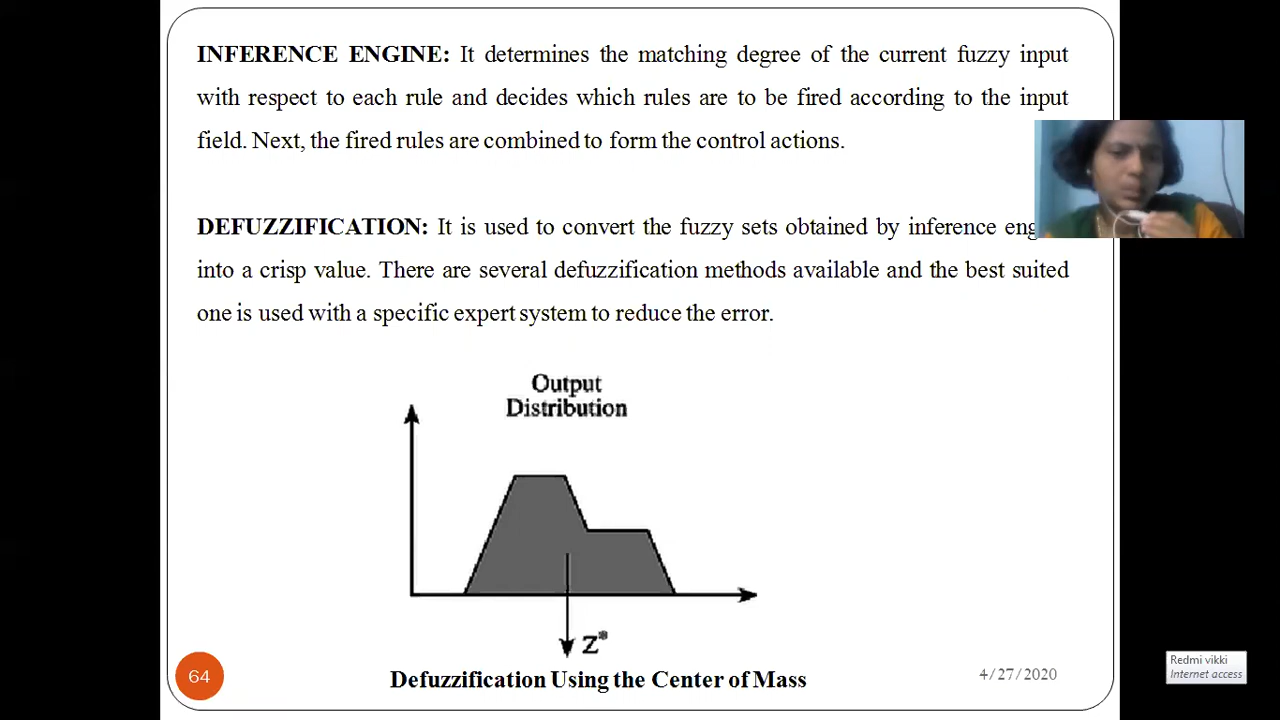 INFERENCE ENGINE: It determines the matching degree of the current fuzzy input
with respect to each rule and decides which rules are to be fired according to the input
field. Next, the fired rules are combined to form the control actions.
DEFUZZIFICATION: It is used to convert the fuzzy sets obtained by inference
into a crisp value. There are several defuzzification methods available and the best suited
one is used with a specific expert system to reduce the error.
Output
Distribution
Z*
Defuzzification Using the Center of Mass
64
4/27/2020
Redmi vikki
Internet access